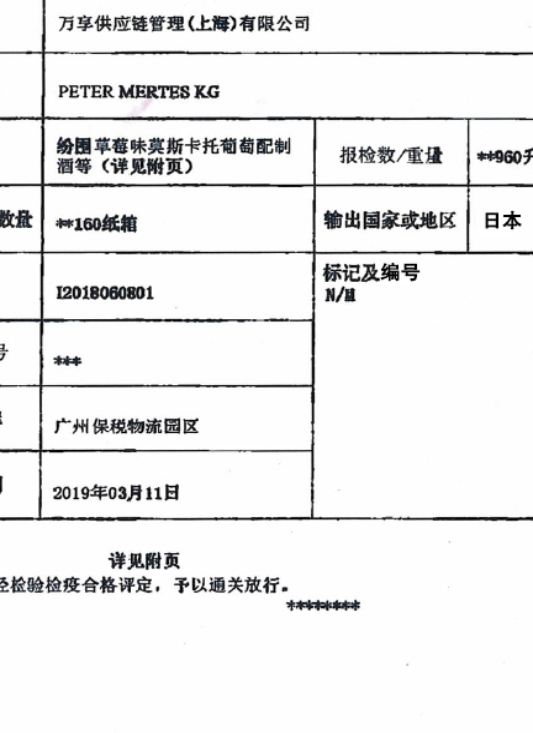 万享供应链管理(上海)有限公司
PETER MERTES KG
纷图草莓味莫斯卡托葡萄配制
酒等（详见附页）
报检数/重量
**960升
数量
**160纸箱
输出国家或地区
日本
I2018060801
标记及编号
N/M
号
***
广州保税物流园区
2019年03月11日
详见附页
经检验检疫合格评定，予以通关放行。
********